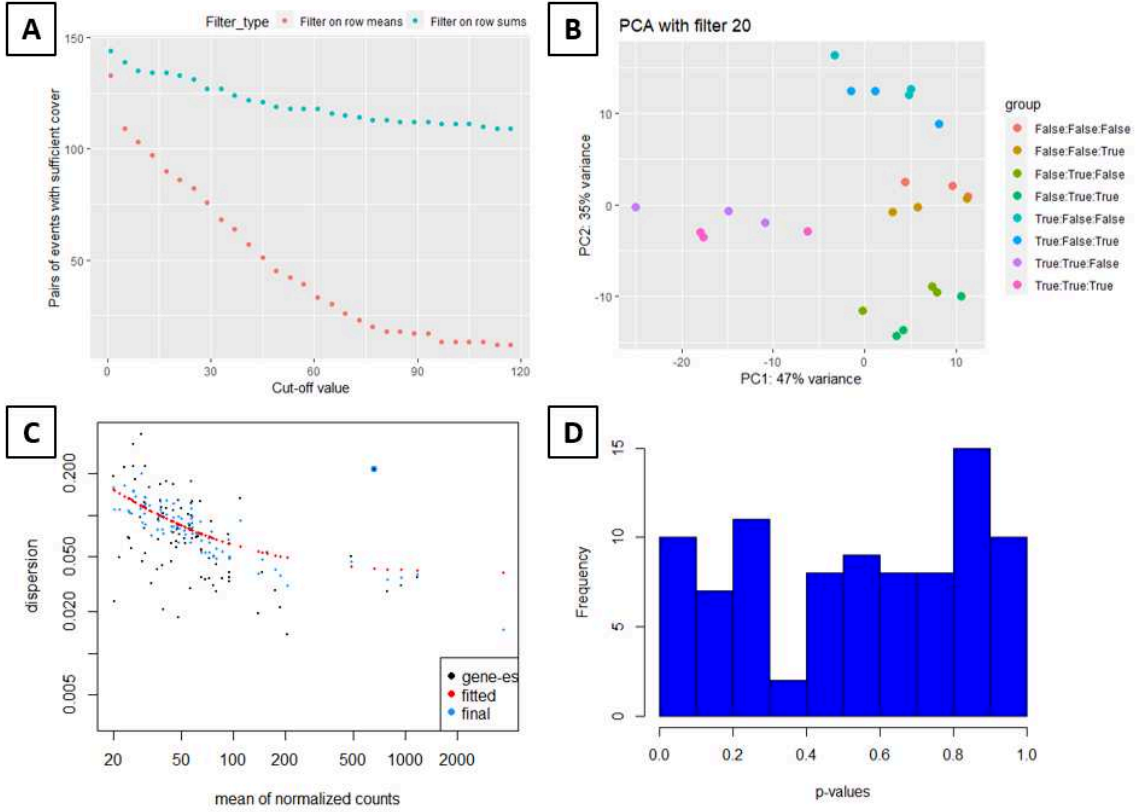 A
Filter_type Filter on row means Filter on row sums
Pairs of events with sufficient cover
150
100
50
0 30 60 90 120
Cut-off value
B
PCA with filter 20
PC2: 35% variance
10
0
-10
-20 -10 0 10
PC1: 47% variance
group
False:False:False
False:False:True
False:True:False
False:True:True
True:False:False
True:False:True
True:True:False
True:True:True
C
dispersion
0.200
0.050
0.020
0.005
gene-es
fitted
final
20 50 100 200 500 1000 2000
mean of normalized counts
D
Frequency
15
10
5
0
0.0 0.2 0.4 0.6 0.8 1.0
p-values